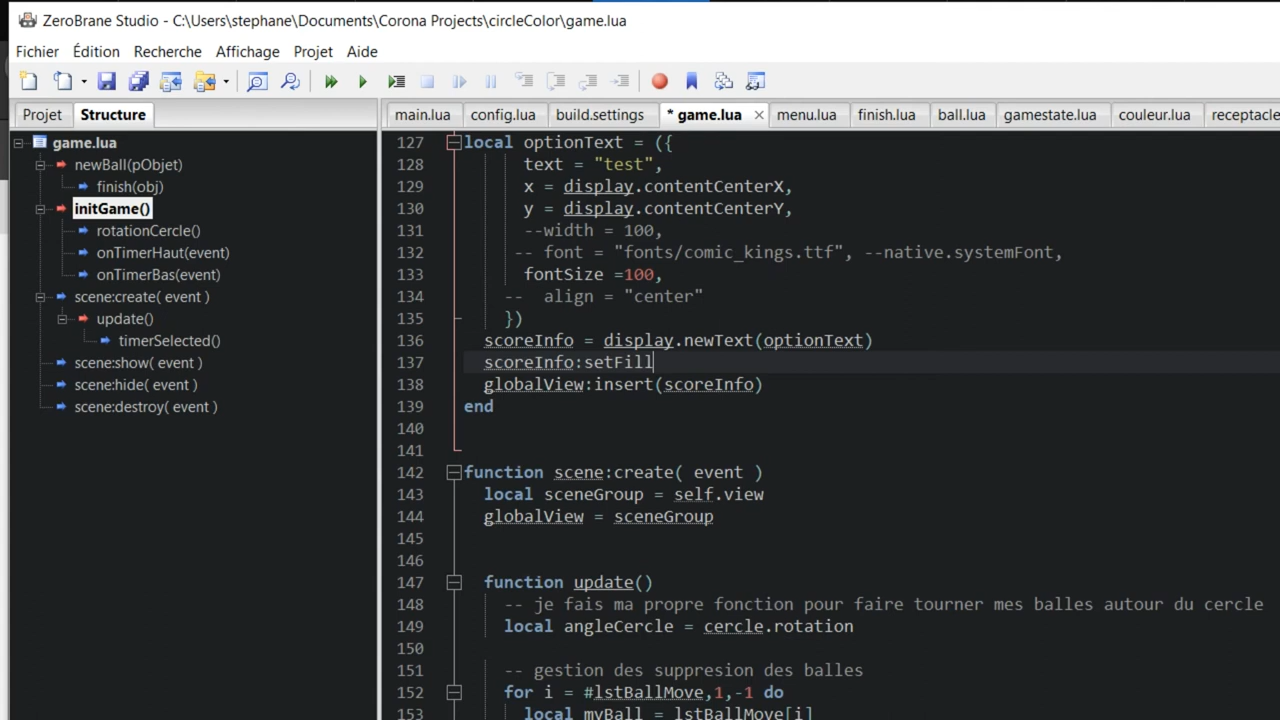 ZeroBrane Studio - C:\Users\stephane\Documents\Corona Projects\circleColor\game.lua
Fichier Édition Recherche Affichage Projet Aide
Projet Structure
main.lua config.lua build.settings * game.lua menu.lua finish.lua ball.lua gamestate.lua couleur.lua receptacle
game.lua
newBall(pObjet)
finish(obj)
initGame()
rotationCercle()
onTimerHaut(event)
onTimerBas(event)
scene:create( event )
update()
timerSelected()
scene:show( event )
scene:hide( event )
scene:destroy( event )
127 local optionText = ({
128 text = "test",
129 x = display.contentCenterX,
130 y = display.contentCenterY,
131 --width = 100,
132 -- font = "fonts/comic_kings.ttf", --native.systemFont,
133 fontSize =100,
134 -- align = "center"
135 })
136 scoreInfo = display.newText(optionText)
137 scoreInfo:setFill
138 globalView:insert(scoreInfo)
139 end
140
141
142 function scene:create( event )
143 local sceneGroup = self.view
144 globalView = sceneGroup
145
146
147 function update()
148 -- je fais ma propre fonction pour faire tourner mes balles autour du cercle
149 local angleCercle = cercle.rotation
150
151 -- gestion des suppresion des balles
152 for i = #lstBallMove,1,-1 do
153 local myBall = lstBallMove[i]